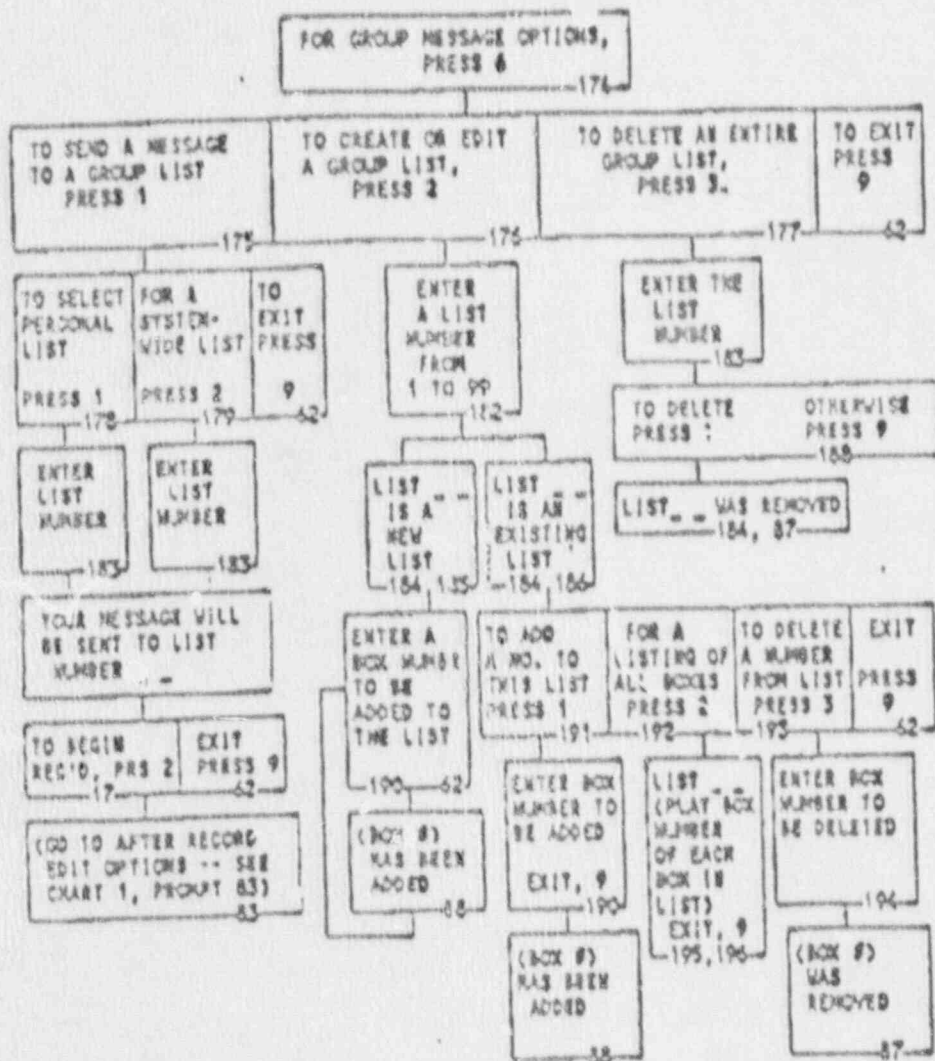 FOR GROUP MESSAGE OPTIONS,
PRESS 6
174
TO SEND A MESSAGE
TO A GROUP LIST
PRESS 1
175
TO CREATE OR EDIT
A GROUP LIST,
PRESS 2
176
TO DELETE AN ENTIRE
GROUP LIST,
PRESS 3.
177
TO EXIT
PRESS
9
62
TO SELECT
PERSONAL
LIST
PRESS 1
178
FOR A
SYSTEM-
WIDE LIST
PRESS 2
179
TO
EXIT
PRESS
9
62
ENTER
A LIST
NUMBER
FROM
1 TO 99
182
ENTER THE
LIST
NUMBER
183
TO DELETE
PRESS :
OTHERWISE
PRESS 9
188
ENTER
LIST
NUMBER
183
ENTER
LIST
NUMBER
183
LIST _ _
IS A
NEW
LIST
184, 185
LIST _ _
IS AN
EXISTING
LIST
184, 186
LIST _ _ WAS REMOVED
184, 87
YOUR MESSAGE WILL
BE SENT TO LIST
NUMBER _
ENTER A
BOX NUMBR
TO BE
ADDED TO
THE LIST
190 62
TO ADD
A NO. TO
THIS LIST
PRESS 1
191
FOR A
LISTING OF
ALL BOXES
PRESS 2
192
TO DELETE
A NUMBER
FROM LIST
PRESS 3
193
EXIT
PRESS
9
62
TO BEGIN
REC'D, PRS 2
17
EXIT
PRESS 9
62
(GO TO AFTER RECORD
EDIT OPTIONS -- SEE
CHART 1, PROMPT 83)
83
(BOX #)
HAS BEEN
ADDED
88
ENTER BOX
NUMBER TO
BE ADDED
EXIT, 9
190
LIST _ _
(PLAY BOX
NUMBER
OF EACH
BOX IN
LIST)
EXIT, 9
195, 196
ENTER BOX
NUMBER TO
BE DELETED
194
(BOX #)
HAS BEEN
ADDED
88
(BOX #)
WAS
REMOVED
87